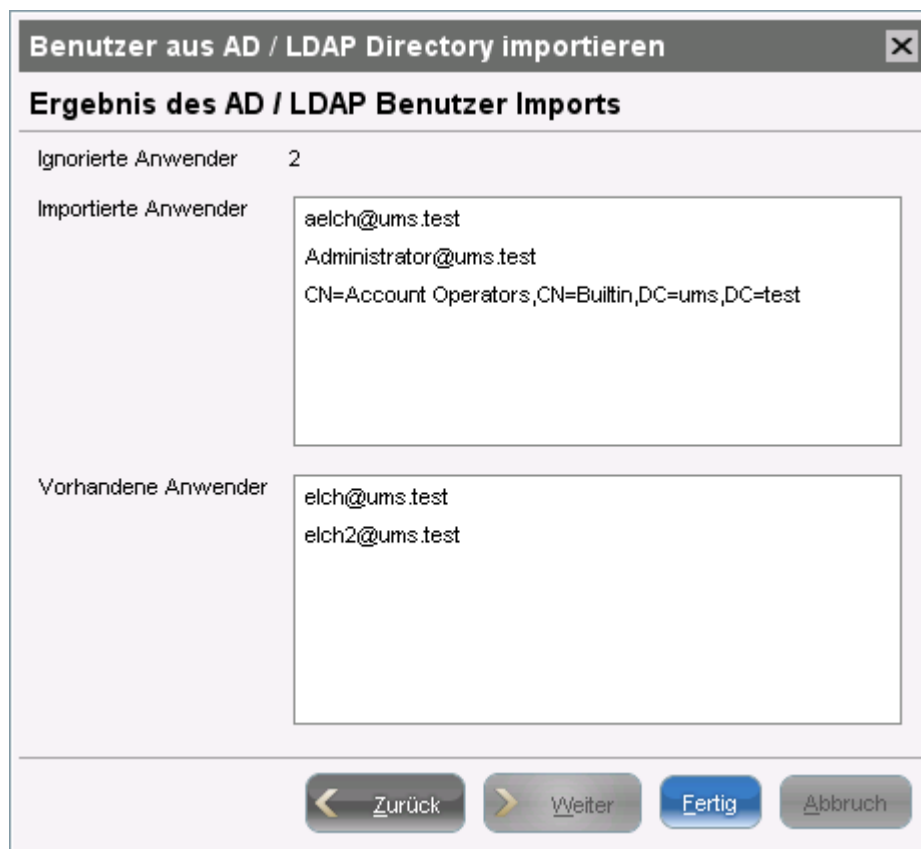 Benutzer aus AD / LDAP Directory importieren
Ergebnis des AD / LDAP Benutzer Imports
Ignorierte Anwender 2
Importierte Anwender
aelch@ums.test
Administrator@ums.test
CN=Account Operators,CN=Builtin,DC=ums,DC=test
Vorhandene Anwender
elch@ums.test
elch2@ums.test
Zurück Weiter Fertig Abbruch